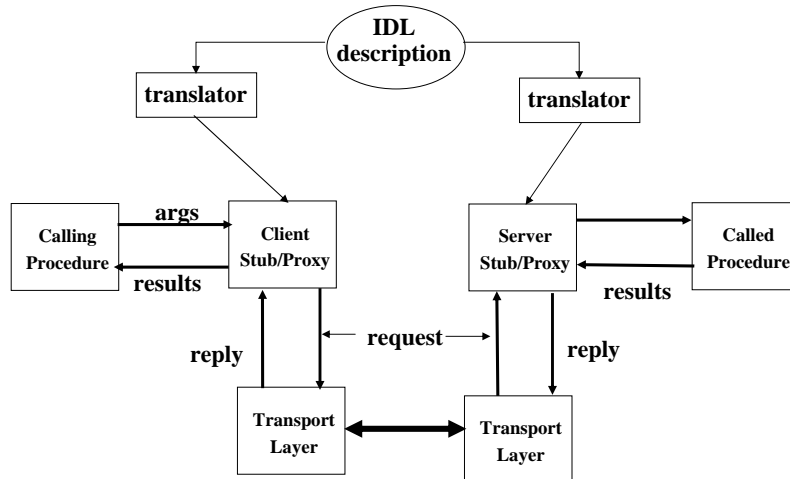 IDL
description
translator
translator
args
Calling
Procedure
Client
Stub/Proxy
Server
Stub/Proxy
Called
Procedure
results
results
reply
request
reply
Transport
Layer
Transport
Layer